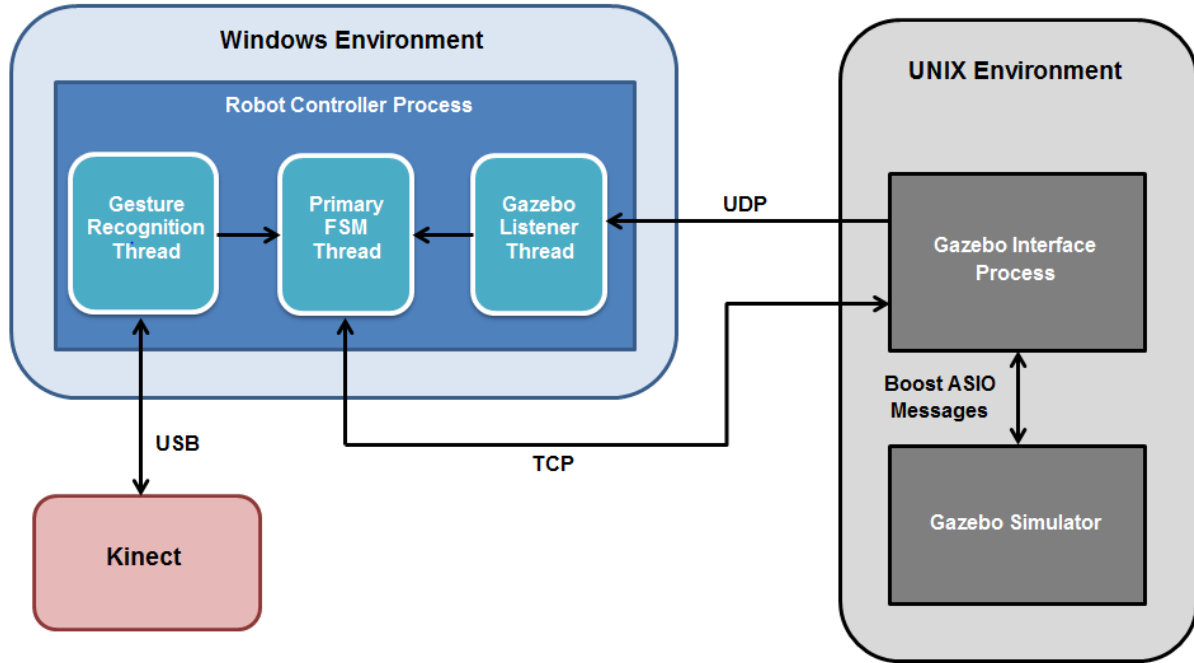 Windows Environment
Robot Controller Process
Gesture
Recognition
Thread
Primary
FSM
Thread
Gazebo
Listener
Thread
UDP
USB
TCP
Kinect
UNIX Environment
Gazebo Interface
Process
Boost ASIO
Messages
Gazebo Simulator